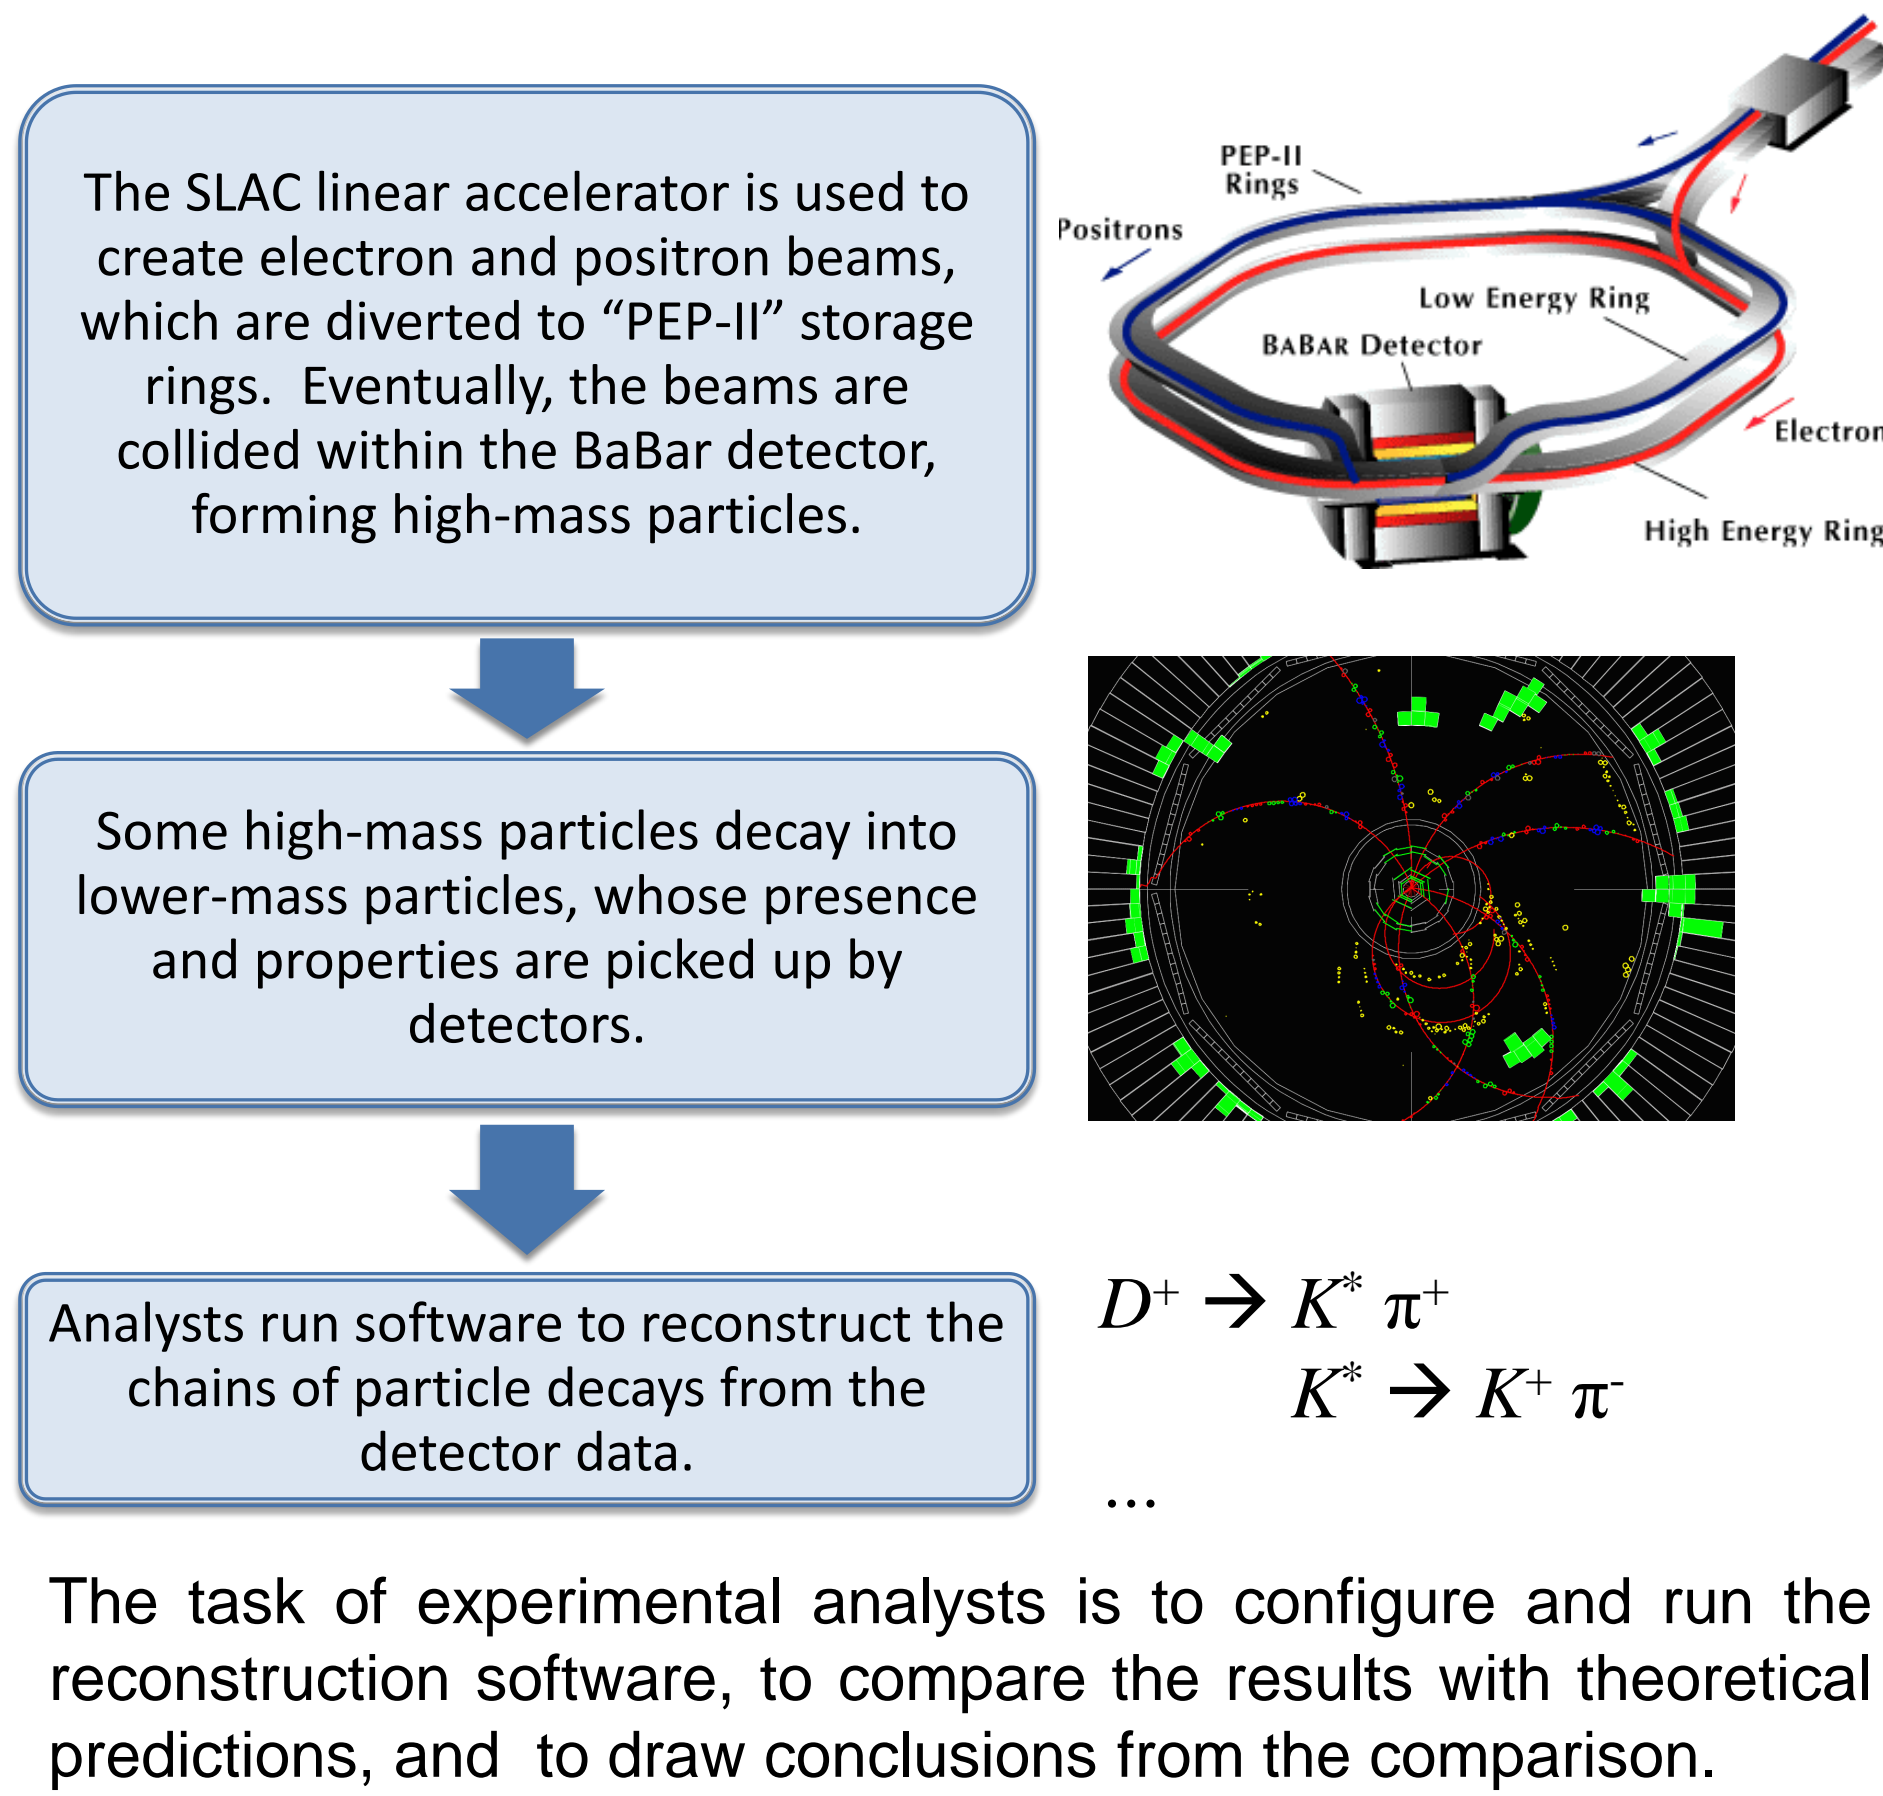 The SLAC linear accelerator is used to
create electron and positron beams,
which are diverted to “PEP-II” storage
rings.  Eventually, the beams are
collided within the BaBar detector,
forming high-mass particles.
PEP-II
Rings
Positrons
Low Energy Ring
BABAR Detector
Electron
High Energy Ring
Some high-mass particles decay into
lower-mass particles, whose presence
and properties are picked up by
detectors.
Analysts run software to reconstruct the
chains of particle decays from the
detector data.
D⁺ → K* π⁺
K* → K⁺ π⁻
...
The task of experimental analysts is to configure and run the
reconstruction software, to compare the results with theoretical
predictions, and  to draw conclusions from the comparison.